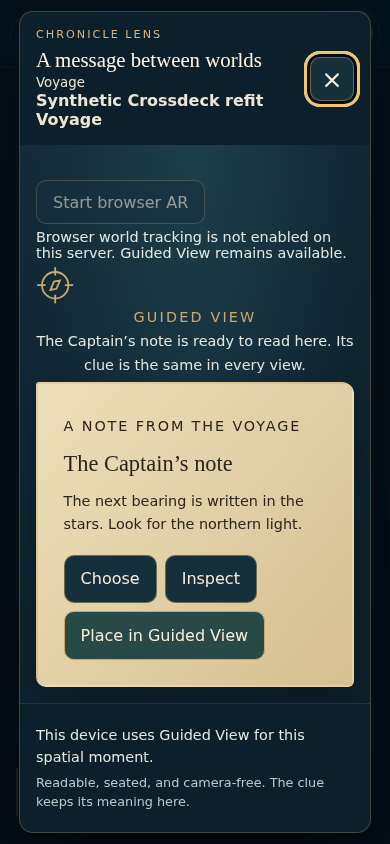 CHRONICLE LENS
A message between worlds
Voyage
Synthetic Crossdeck refit
Voyage
Start browser AR
Browser world tracking is not enabled on
this server. Guided View remains available.
GUIDED VIEW
The Captain’s note is ready to read here. Its
clue is the same in every view.
A NOTE FROM THE VOYAGE
The Captain’s note
The next bearing is written in the
stars. Look for the northern light.
Choose
Inspect
Place in Guided View
This device uses Guided View for this
spatial moment.
Readable, seated, and camera-free. The clue
keeps its meaning here.